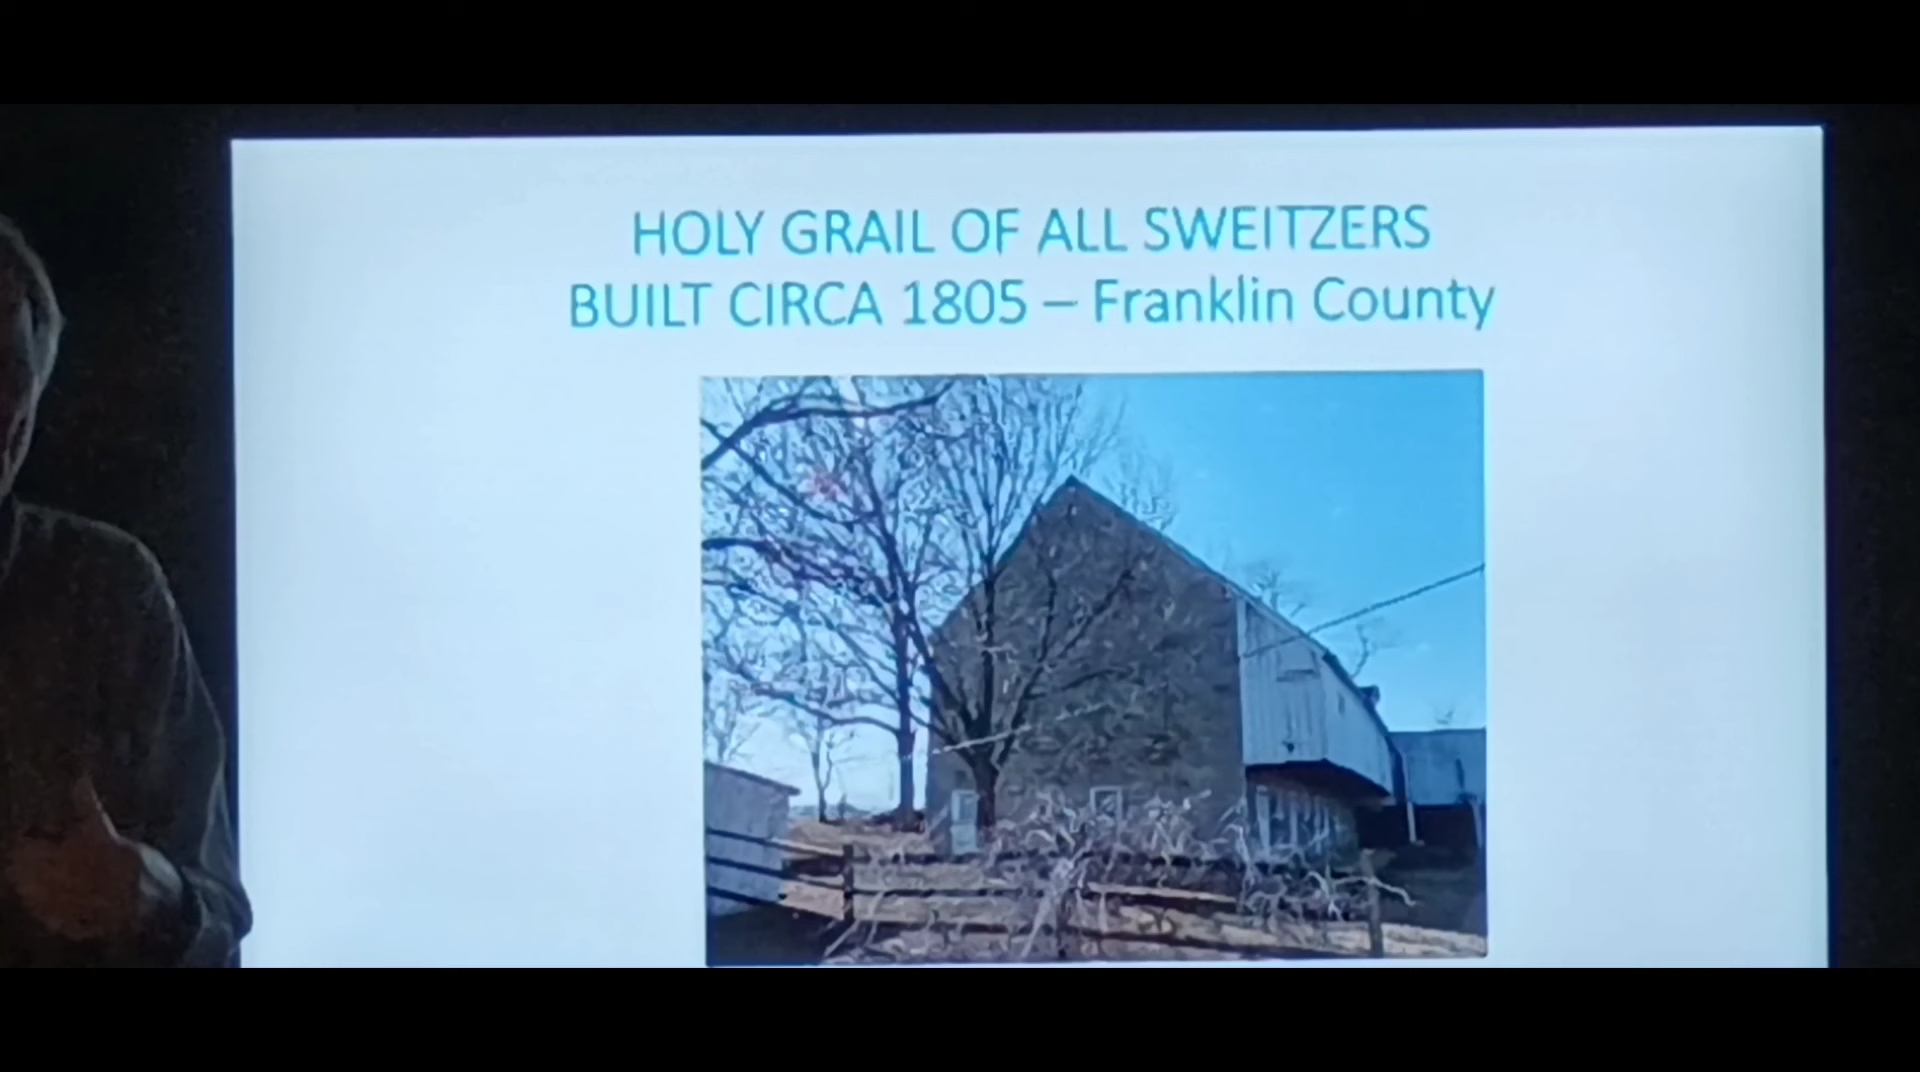 HOLY GRAIL OF ALL SWEITZERS
BUILT CIRCA 1805 – Franklin County